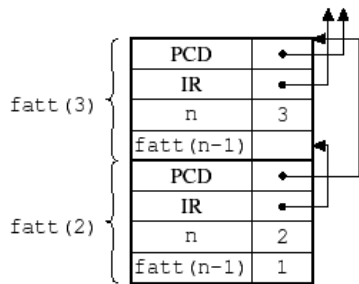 PCD
IR
fatt(3)
n 3
fatt(n-1)
PCD
IR
fatt(2)
n 2
fatt(n-1) 1